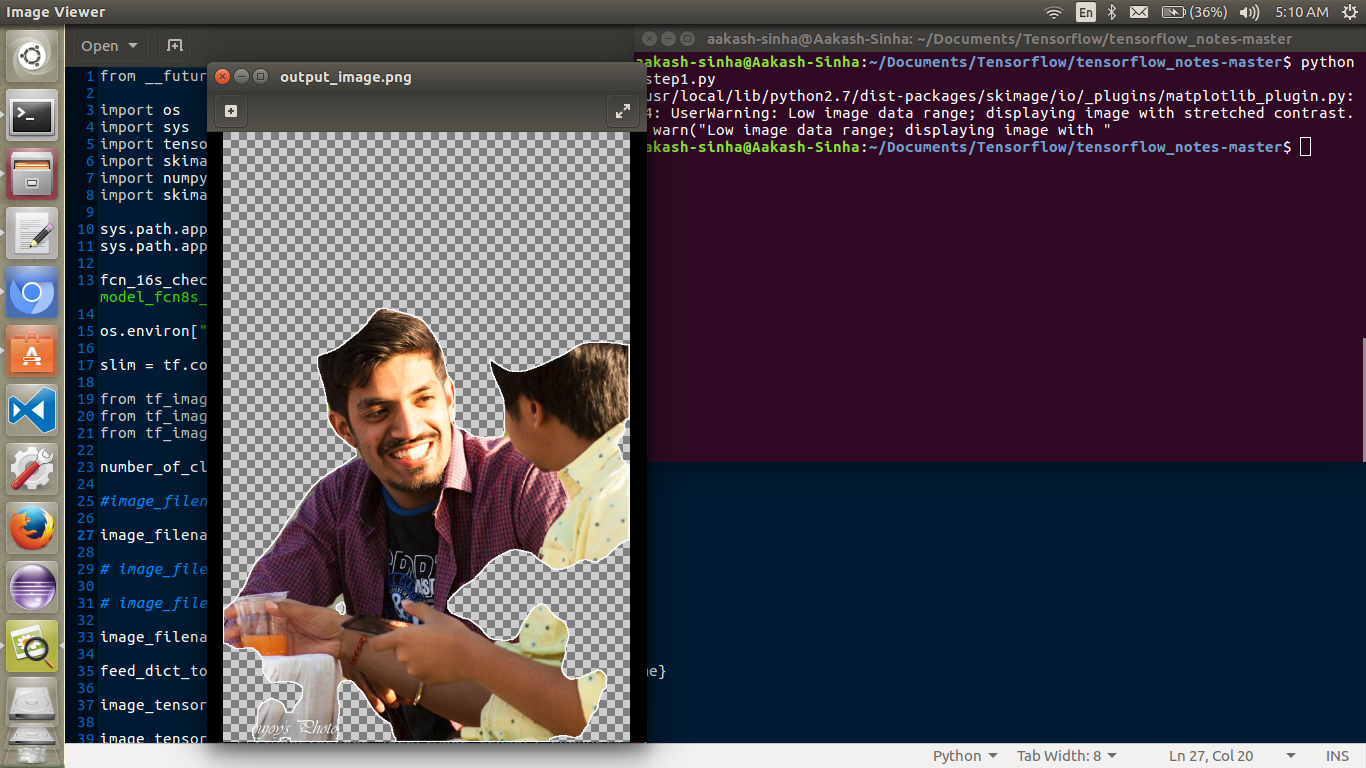 Image Viewer
En
(36%)
5:10 AM
Open
aakash-sinha@Aakash-Sinha: ~/Documents/Tensorflow/tensorflow_notes-master
output_image.png
aakash-sinha@Aakash-Sinha:~/Documents/Tensorflow/tensorflow_notes-master$ python
step1.py
usr/local/lib/python2.7/dist-packages/skimage/io/_plugins/matplotlib_plugin.py:
4: UserWarning: Low image data range; displaying image with stretched contrast.
warn("Low image data range; displaying image with "
akash-sinha@Aakash-Sinha:~/Documents/Tensorflow/tensorflow_notes-master$
1 from __futur
2
3 import os
4 import sys
5 import tenso
6 import skima
7 import numpy
8 import skima
9
10 sys.path.app
11 sys.path.app
12
13 fcn_16s_chec
model_fcn8s_
14
15 os.environ["
16
17 slim = tf.co
18
19 from tf_imag
20 from tf_imag
21 from tf_imag
22
23 number_of_cl
24
25 #image_filen
26
27 image_filena
28
29 # image_file
30
31 # image_file
32
33 image_filena
34
35 feed_dict_to
ne}
36
37 image_tensor
38
39 image_tensor
Photo
Python
Tab Width: 8
Ln 27, Col 20
INS